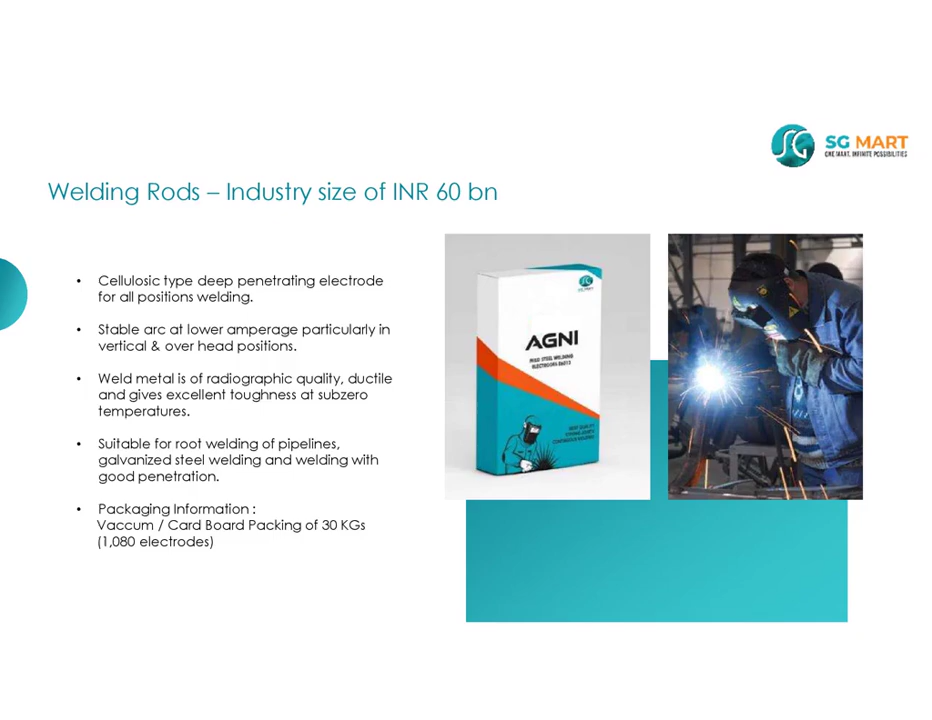 SG MART
ONE MART. INFINITE POSSIBILITIES
Welding Rods – Industry size of INR 60 bn
• Cellulosic type deep penetrating electrode
for all positions welding.
• Stable arc at lower amperage particularly in
vertical & over head positions.
• Weld metal is of radiographic quality, ductile
and gives excellent toughness at subzero
temperatures.
• Suitable for root welding of pipelines,
galvanized steel welding and welding with
good penetration.
• Packaging Information :
Vaccum / Card Board Packing of 30 KGs
(1,080 electrodes)
SG MART
AGNI
MILD STEEL WELDING